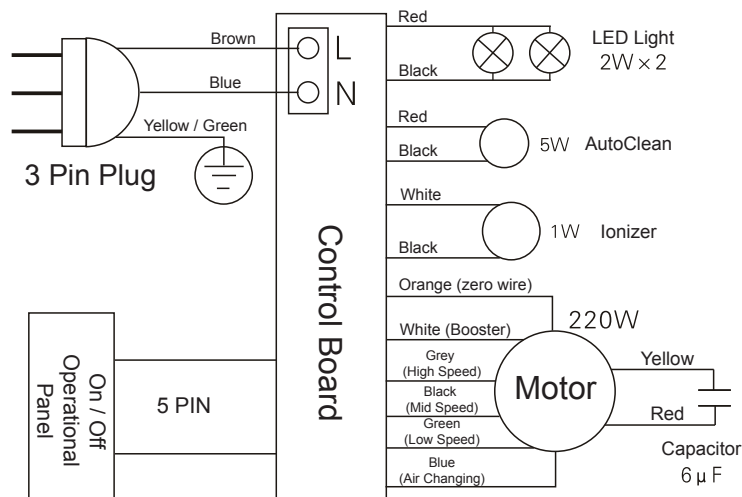 Brown
L
Blue
N
Yellow / Green
3 Pin Plug
Red
Black
LED Light
2W × 2
Red
Black
5W AutoClean
White
Black
1W Ionizer
Control Board
Orange (zero wire)
White (Booster)
Grey
(High Speed)
Black
(Mid Speed)
Green
(Low Speed)
Blue
(Air Changing)
220W
Motor
Yellow
Red
Capacitor
6 μ F
On / Off
Operational
Panel
5 PIN